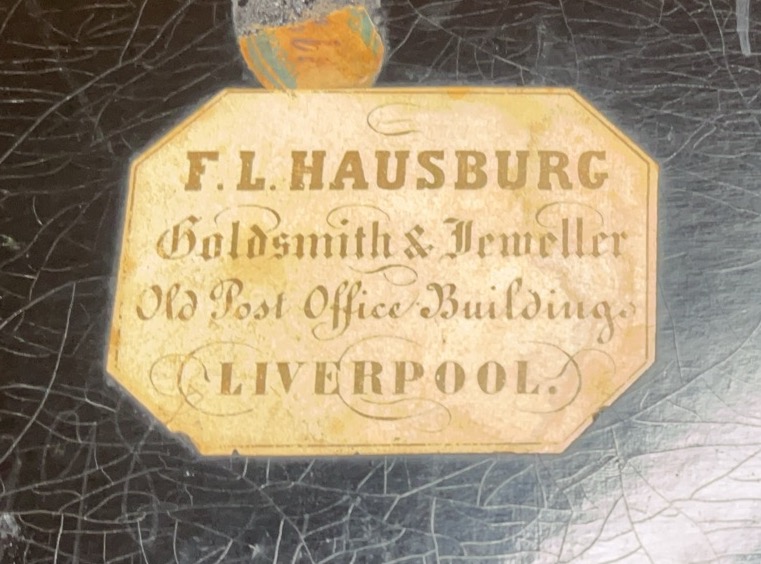 F. L. HAUSBURG
Goldsmith & Jeweller
Old Post Office Buildings
LIVERPOOL.